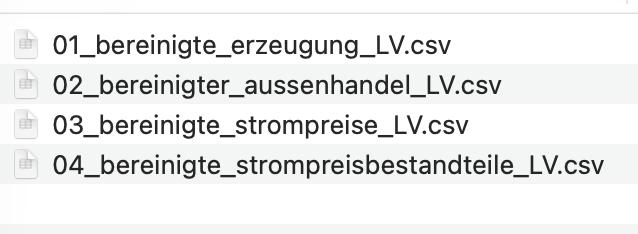 01_bereinigte_erzeugung_LV.csv
02_bereinigter_aussenhandel_LV.csv
03_bereinigte_strompreise_LV.csv
04_bereinigte_strompreisbestandteile_LV.csv